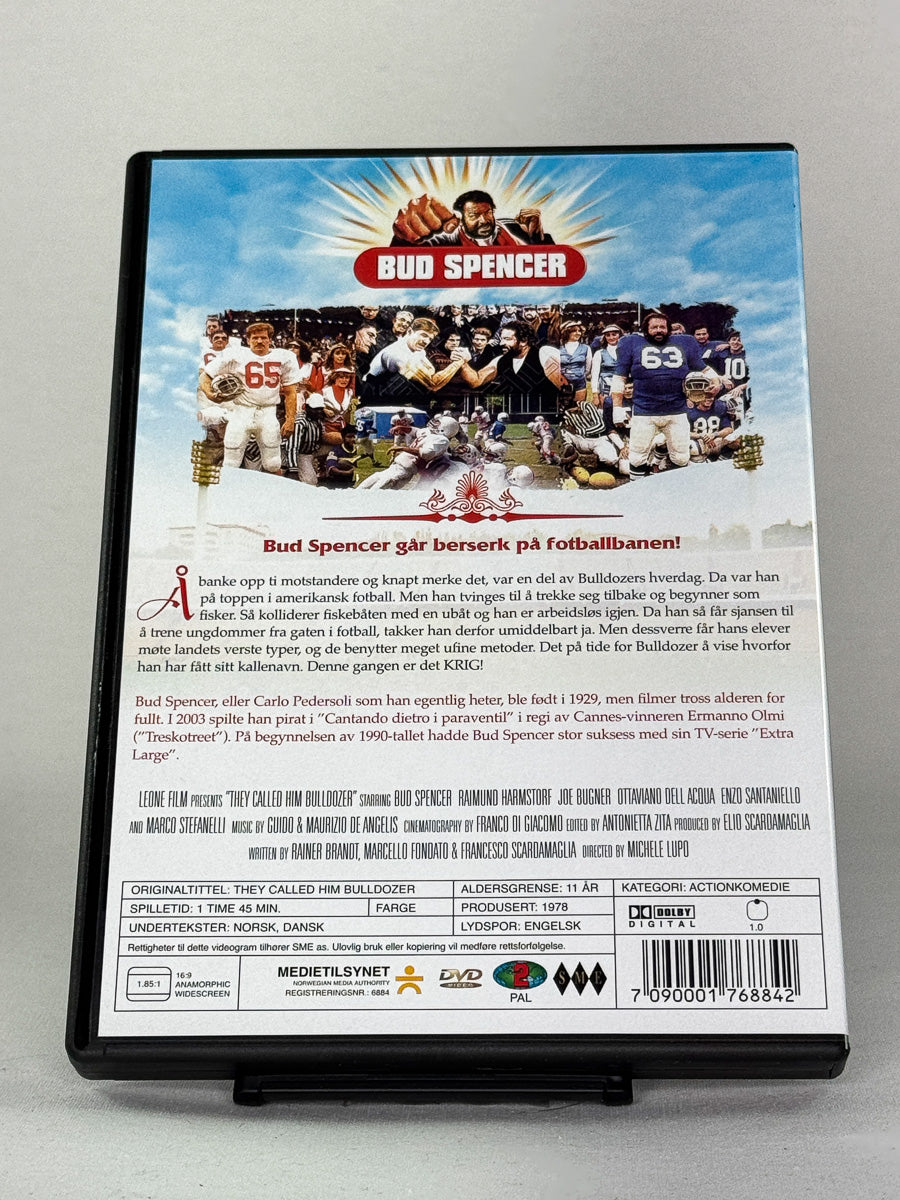 BUD SPENCER
65
63
10
88
Bud Spencer går berserk på fotballbanen!
Å banke opp ti motstandere og knapt merke det, var en del av Bulldozers hverdag. Da var han
på toppen i amerikansk fotball. Men han tvinges til å trekke seg tilbake og begynner som
fisker. Så kolliderer fiskebåten med en ubåt og han er arbeidsløs igjen. Da han så får sjansen til
å trene ungdommer fra gaten i fotball, takker han derfor umiddelbart ja. Men dessverre får hans elever
møte landets verste typer, og de benytter meget ufine metoder. Det på tide for Bulldozer å vise hvorfor
han har fått sitt kallenavn. Denne gangen er det KRIG!
Bud Spencer, eller Carlo Pedersoli som han egentlig heter, ble født i 1929, men filmer tross alderen for
fullt. I 2003 spilte han pirat i "Cantando dietro i paraventil" i regi av Cannes-vinneren Ermanno Olmi
("Treskotreet"). På begynnelsen av 1990-tallet hadde Bud Spencer stor suksess med sin TV-serie "Extra
Large".
LEONE FILM PRESENTS "THEY CALLED HIM BULLDOZER" STARRING BUD SPENCER RAIMUND HARMSTORF JOE BUGNER OTTAVIANO DELL ACQUA ENZO SANTANIELLO
AND MARCO STEFANELLI MUSIC BY GUIDO & MAURIZIO DE ANGELIS CINEMATOGRAPHY BY FRANCO DI GIACOMO EDITED BY ANTONIETTA ZITA PRODUCED BY ELIO SCARDAMAGLIA
WRITTEN BY RAINER BRANDT, MARCELLO FONDATO & FRANCESCO SCARDAMAGLIA DIRECTED BY MICHELE LUPO
ORIGINALTITTEL: THEY CALLED HIM BULLDOZER ALDERSGRENSE: 11 ÅR KATEGORI: ACTIONKOMEDIE
SPILLETID: 1 TIME 45 MIN. FARGE PRODUSERT: 1978
UNDERTEKSTER: NORSK, DANSK LYDSPOR: ENGELSK
DOLBY
DIGITAL
1.0
Rettigheter til dette videogram tilhører SME as. Ulovlig bruk eller kopiering vil medføre rettsforfølgelse.
1.85:1
16:9
ANAMORPHIC
WIDESCREEN
MEDIETILSYNET
NORWEGIAN MEDIA AUTHORITY
REGISTRERINGSNR.: 6884
DVD
VIDEO
2
PAL
S M E
7 090001 768842